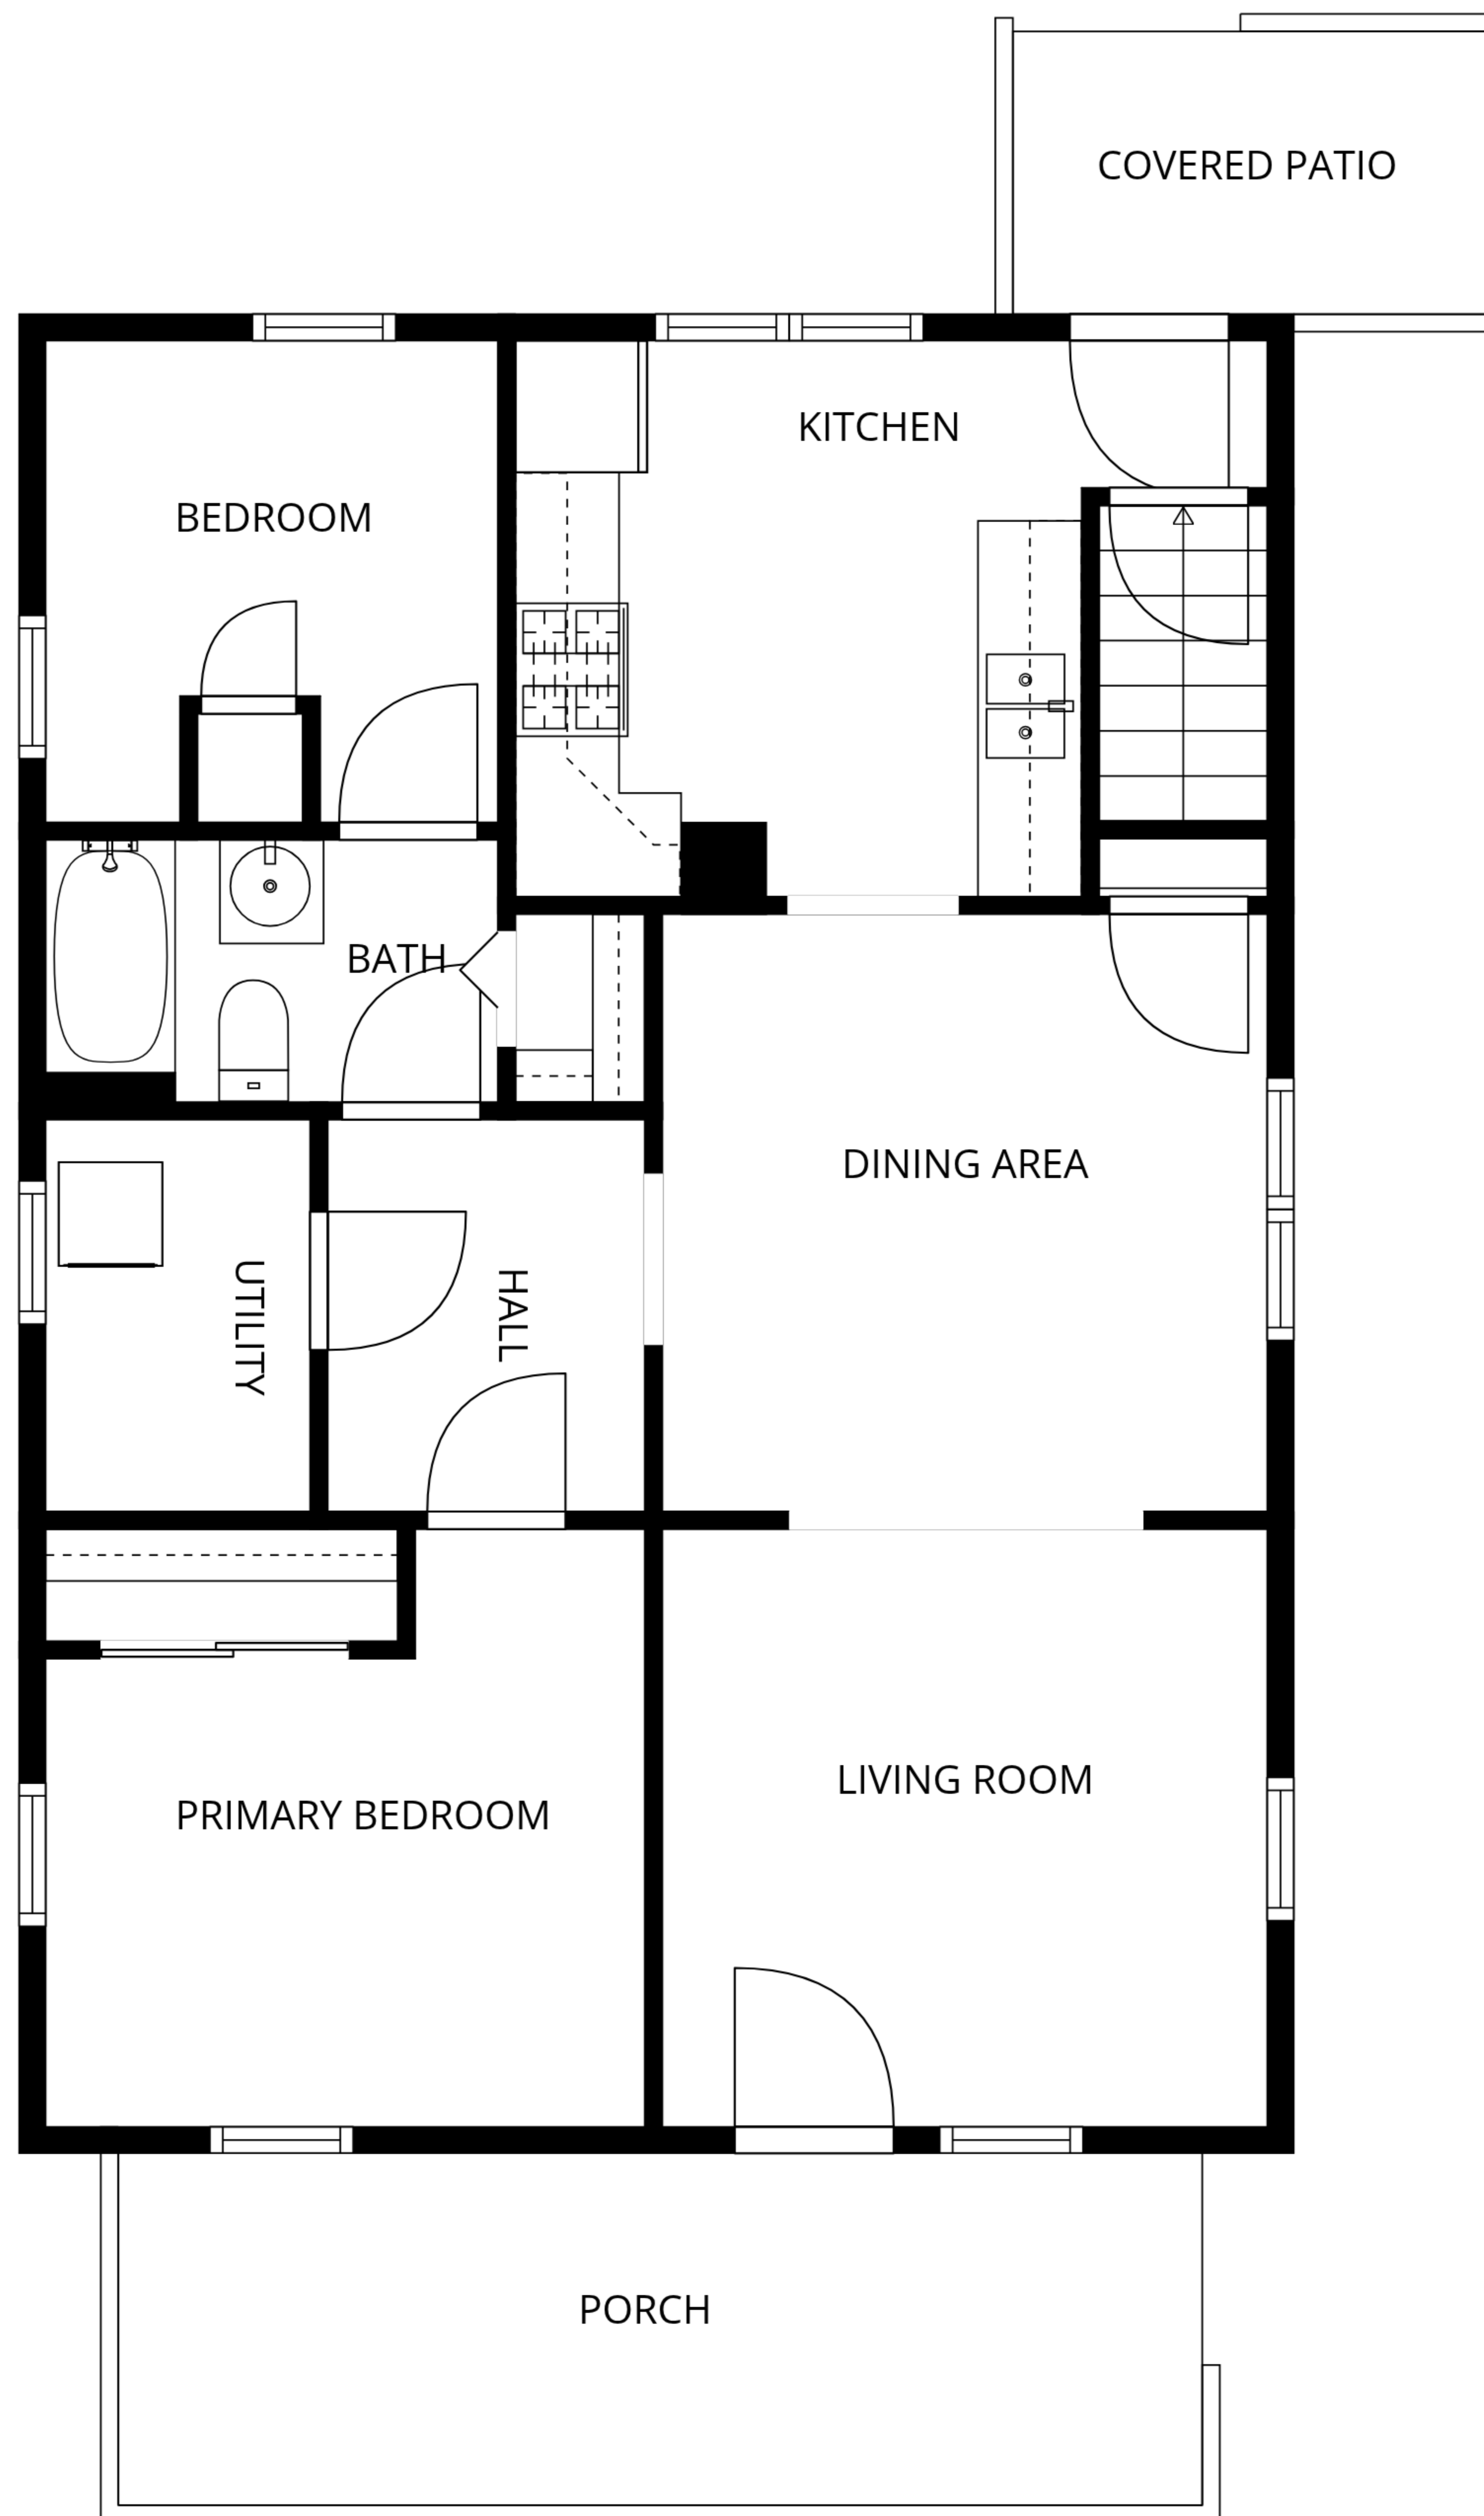 COVERED PATIO
KITCHEN
BEDROOM
BATH
DINING AREA
UTILITY
HALL
LIVING ROOM
PRIMARY BEDROOM
PORCH